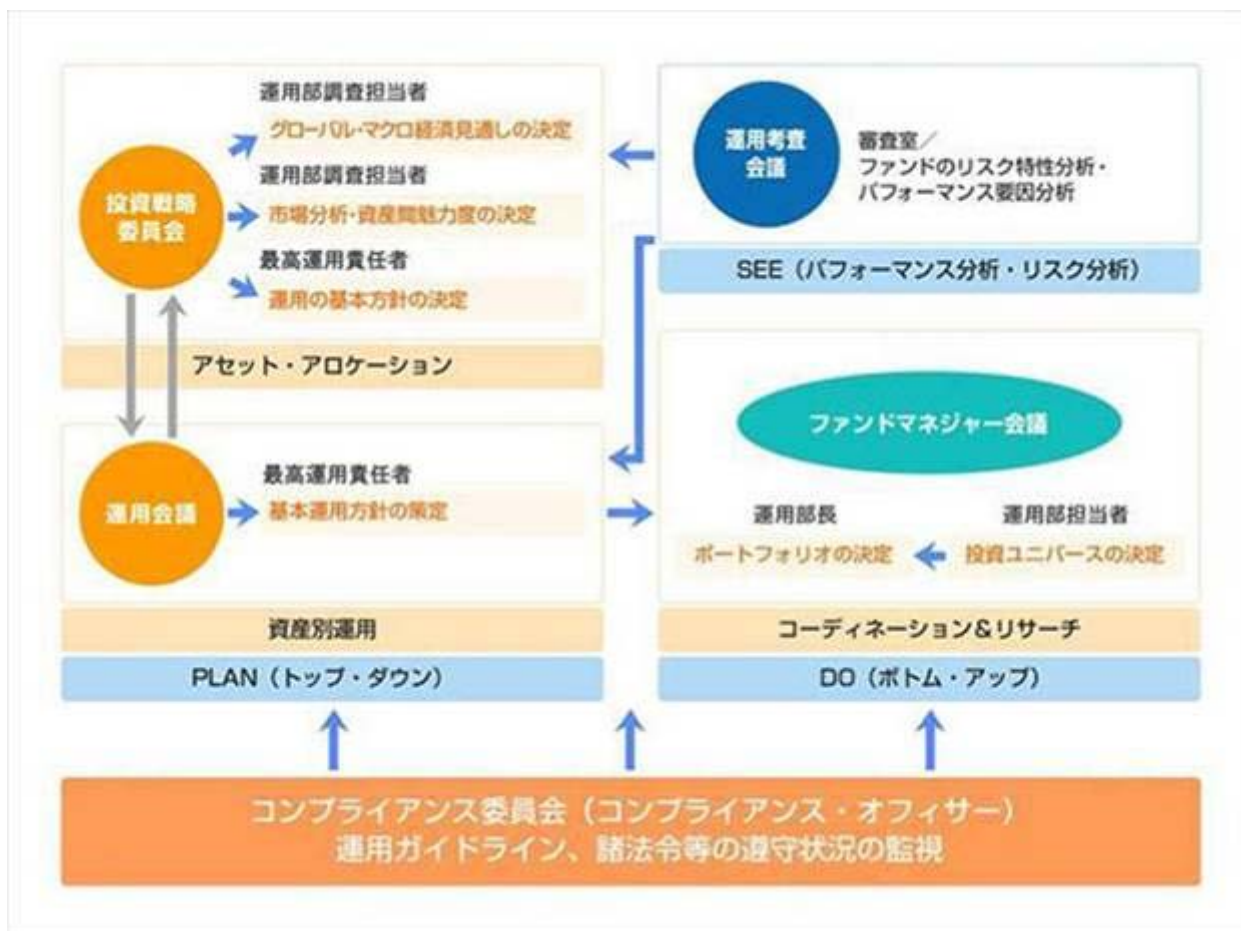 運用部調査担当者
グローバル・マクロ経済見通しの決定
運用部調査担当者
市場分析・資産間魅力度の決定
最高運用責任者
運用の基本方針の決定
投資戦略
委員会
アセット・アロケーション
運用考査
会議
審査室/
ファンドのリスク特性分析・
パフォーマンス要因分析
SEE(パフォーマンス分析・リスク分析)
運用会議
最高運用責任者
基本運用方針の策定
資産別運用
PLAN(トップ・ダウン)
ファンドマネジャー会議
運用部長
運用部担当者
ポートフォリオの決定
投資ユニバースの決定
コーディネーション&リサーチ
DO(ボトム・アップ)
コンプライアンス委員会(コンプライアンス・オフィサー)
運用ガイドライン、諸法令等の遵守状況の監視